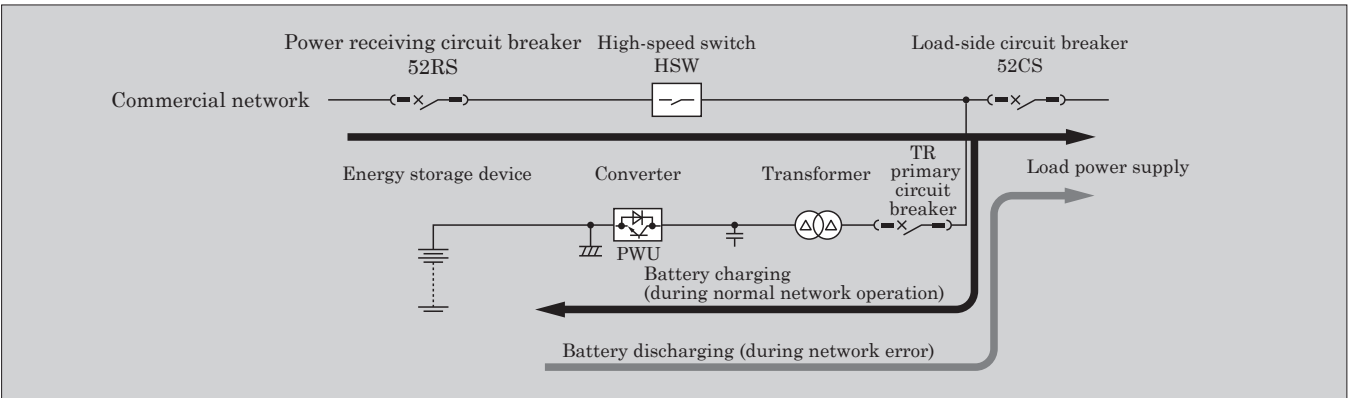 Power receiving circuit breaker
52RS
High-speed switch
HSW
Load-side circuit breaker
52CS
Commercial network
Energy storage device
Converter
Transformer
TR
primary
circuit
breaker
Load power supply
PWU
Battery charging
(during normal network operation)
Battery discharging (during network error)